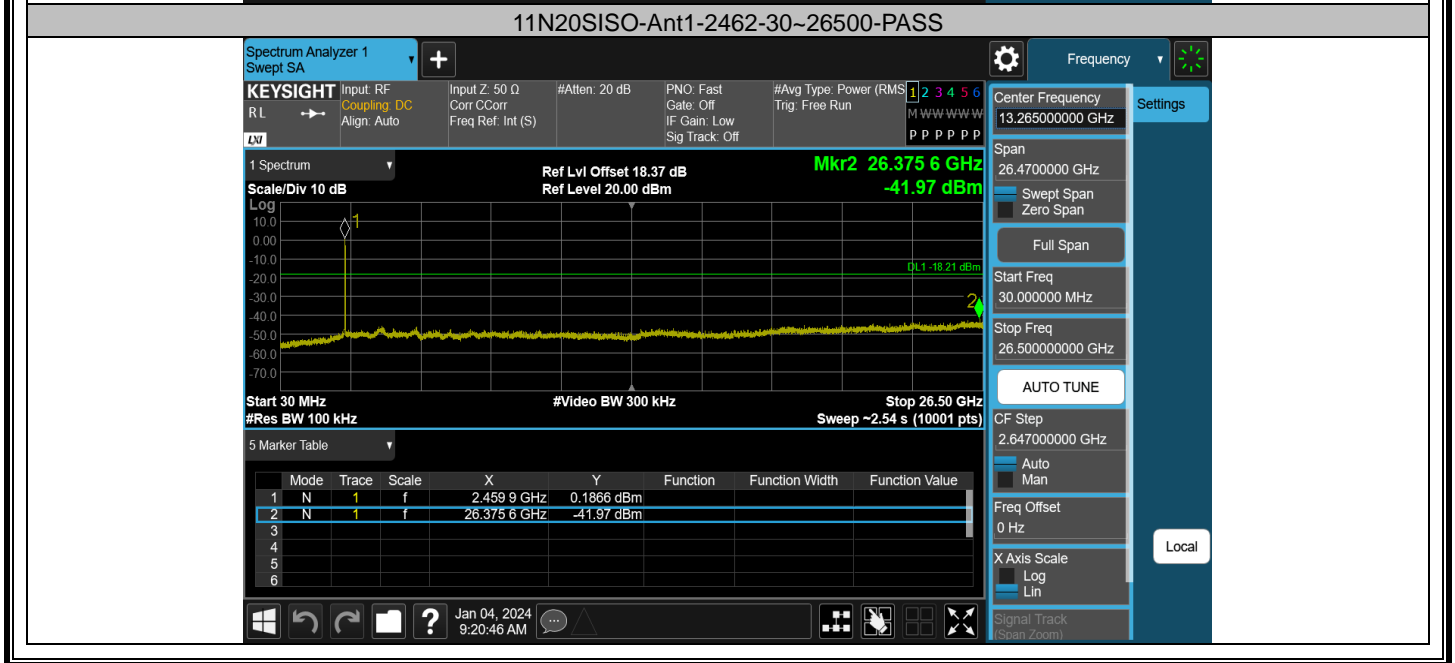 11N20SISO-Ant1-2462-30~26500-PASS
Spectrum Analyzer 1
Swept SA
Frequency
KEYSIGHT
RL
LXI
Input: RF
Coupling: DC
Align: Auto
Input Z: 50 Ω
Corr CCorr
Freq Ref: Int (S)
#Atten: 20 dB
PNO: Fast
Gate: Off
IF Gain: Low
Sig Track: Off
#Avg Type: Power (RMS
Trig: Free Run
1 2 3 4 5 6
M W W W W W
P P P P P P
1 Spectrum
Scale/Div 10 dB
Ref Lvl Offset 18.37 dB
Ref Level 20.00 dBm
Mkr2 26.375 6 GHz
-41.97 dBm
Log
10.0
0.00
-10.0
-20.0
-30.0
-40.0
-50.0
-60.0
-70.0
1
DL1 -18.21 dBm
2
Start 30 MHz
#Video BW 300 kHz
Stop 26.50 GHz
#Res BW 100 kHz
Sweep ~2.54 s (10001 pts)
5 Marker Table
Mode Trace Scale X Y Function Function Width Function Value
1 N 1 f 2.459 9 GHz 0.1866 dBm
2 N 1 f 26.375 6 GHz -41.97 dBm
3
4
5
6
Jan 04, 2024
9:20:46 AM
Center Frequency
13.265000000 GHz
Settings
Span
26.4700000 GHz
Swept Span
Zero Span
Full Span
Start Freq
30.000000 MHz
Stop Freq
26.500000000 GHz
AUTO TUNE
CF Step
2.647000000 GHz
Auto
Man
Freq Offset
0 Hz
X Axis Scale
Log
Lin
Signal Track
(Span Zoom)
Local